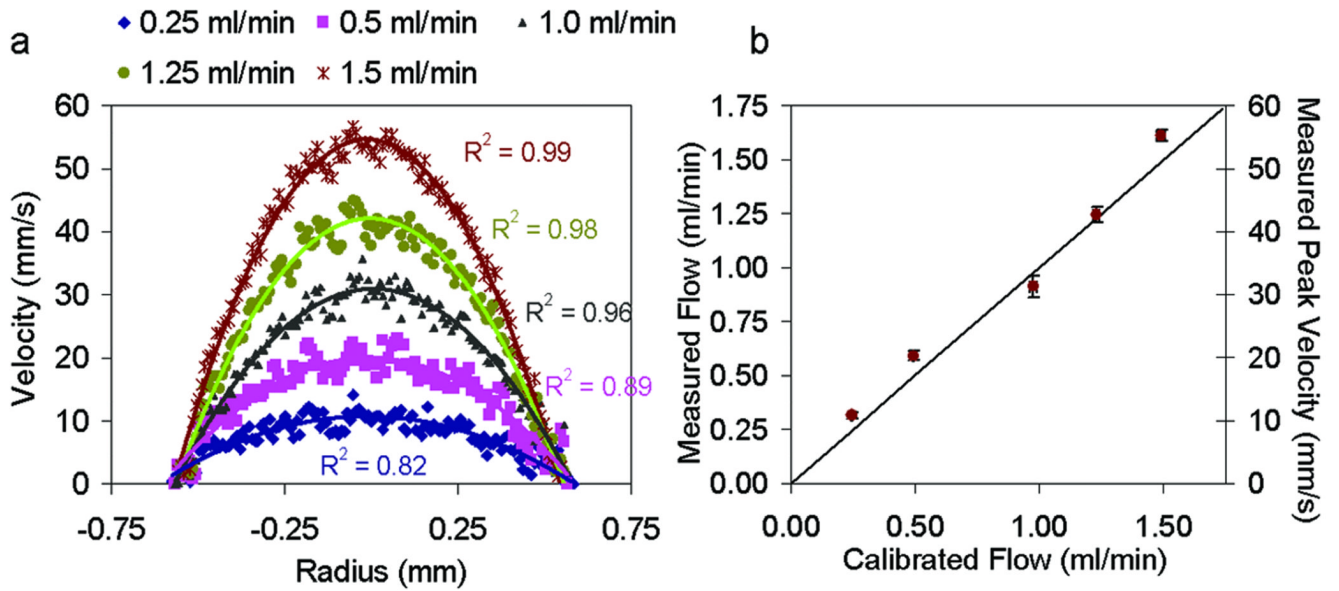 a
0.25 ml/min 0.5 ml/min 1.0 ml/min
1.25 ml/min 1.5 ml/min
60
50
40
30
20
10
0
Velocity (mm/s)
-0.75 -0.25 0.25 0.75
Radius (mm)
R² = 0.99
R² = 0.98
R² = 0.96
R² = 0.89
R² = 0.82
b
1.75
1.50
1.25
1.00
0.75
0.50
0.25
0.00
Measured Flow (ml/min)
0.00 0.50 1.00 1.50
Calibrated Flow (ml/min)
60
50
40
30
20
10
0
Measured Peak Velocity (mm/s)